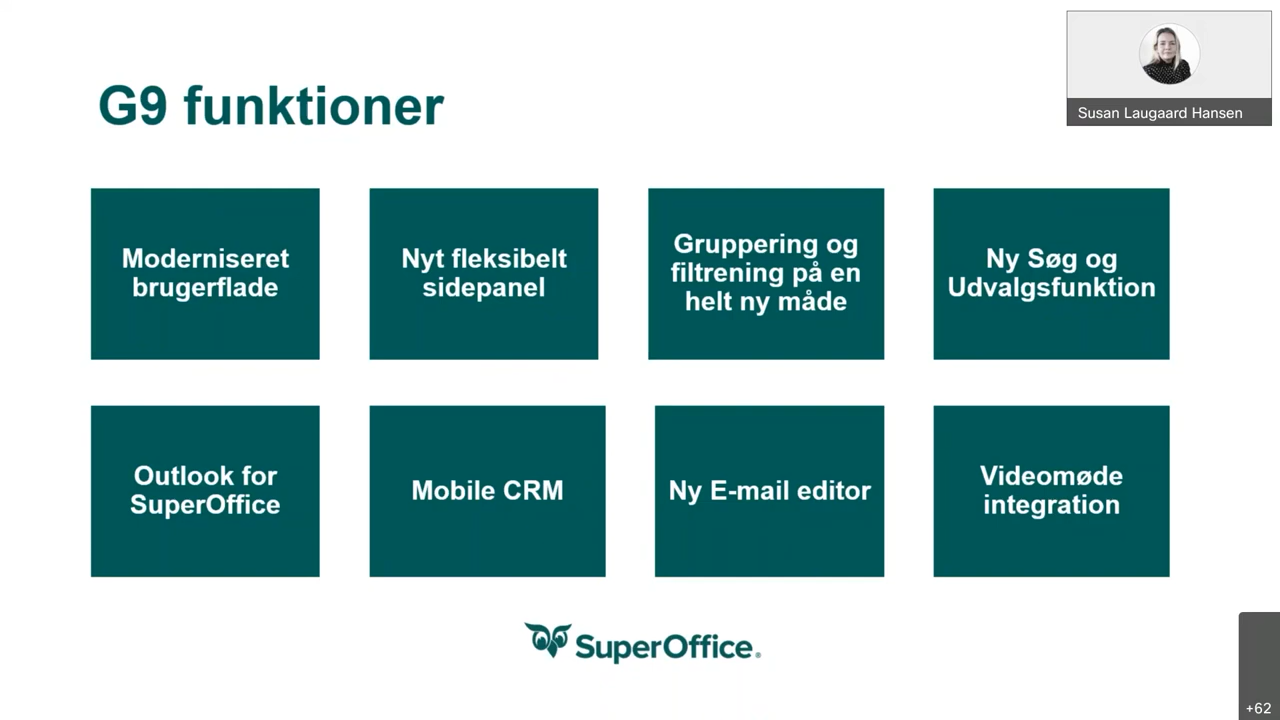 G9 funktioner
Susan Laugaard Hansen
Moderniseret
brugerflade
Nyt fleksibelt
sidepanel
Gruppering og
filtrening på en
helt ny måde
Ny Søg og
Udvalgsfunktion
Outlook for
SuperOffice
Mobile CRM
Ny E-mail editor
Videomøde
integration
SuperOffice®
+62